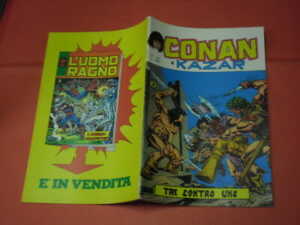 L'UOMO
RAGNO
E' IN VENDITA
CONAN
E KAZAR
TRE CONTRO UNO